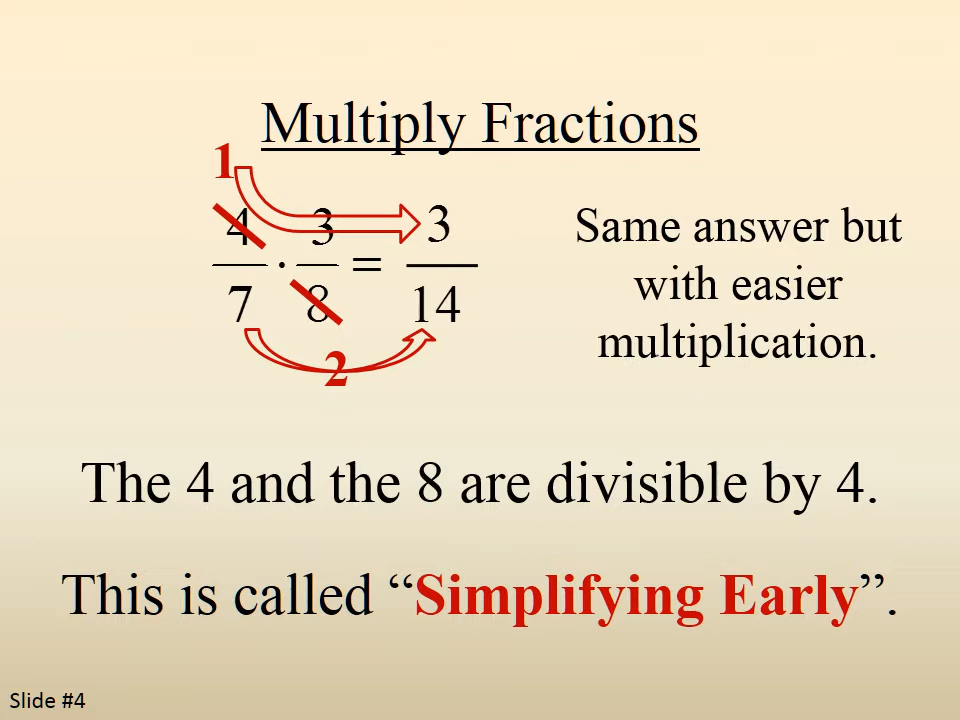 Multiply Fractions
1
4/7 · 3/8 = 3/14
2
Same answer but
with easier
multiplication.
The 4 and the 8 are divisible by 4.
This is called “Simplifying Early”.
Slide #4